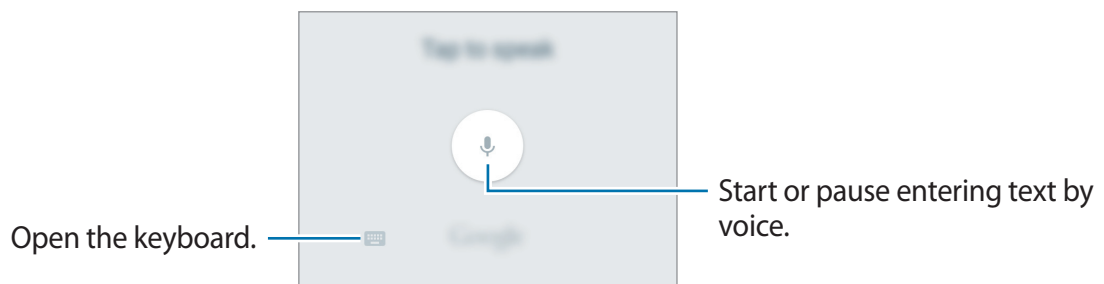 Tap to speak
Start or pause entering text by
voice.
Open the keyboard.
Google